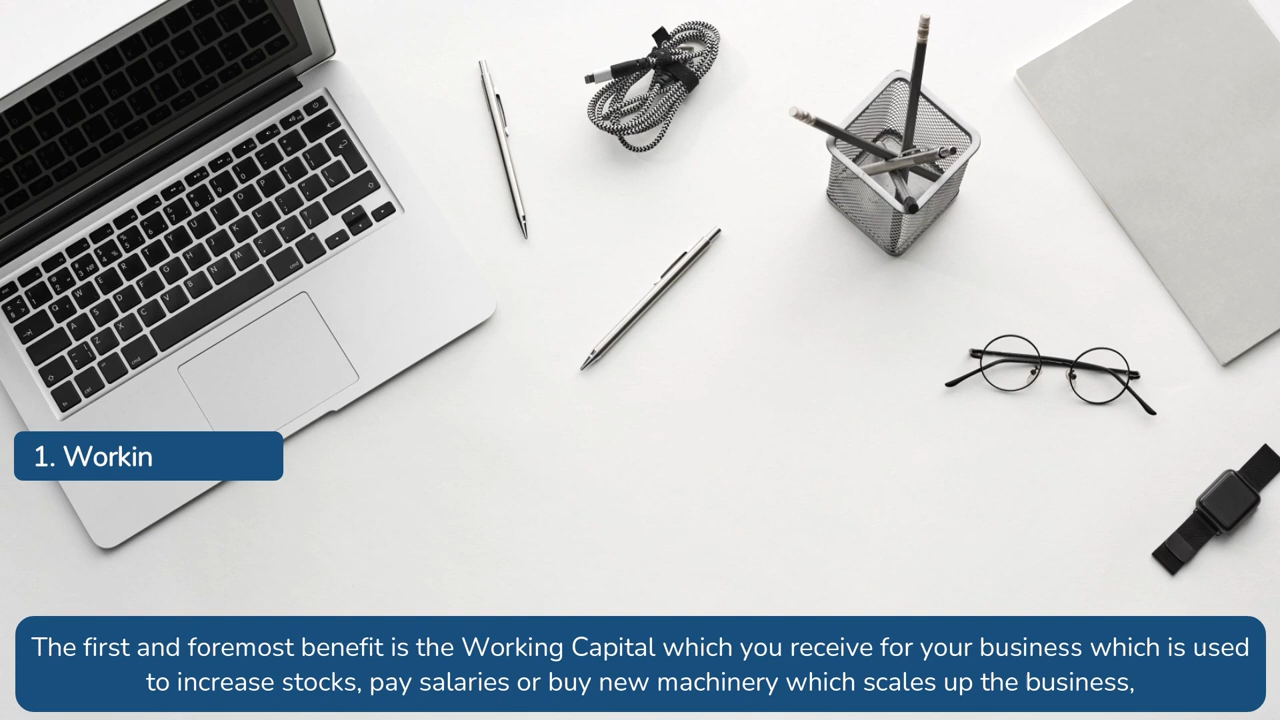 1. Workin
The first and foremost benefit is the Working Capital which you receive for your business which is used
to increase stocks, pay salaries or buy new machinery which scales up the business,